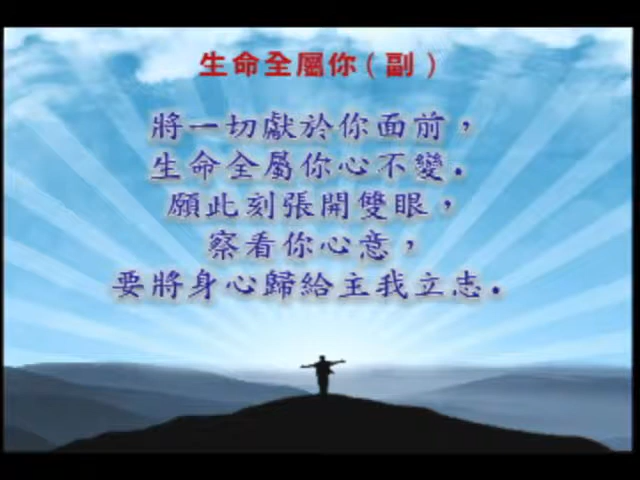 生命全屬你（副）
將一切獻於你面前，
生命全屬你心不變．
願此刻張開雙眼，
察看你心意，
要將身心歸給主我立志．